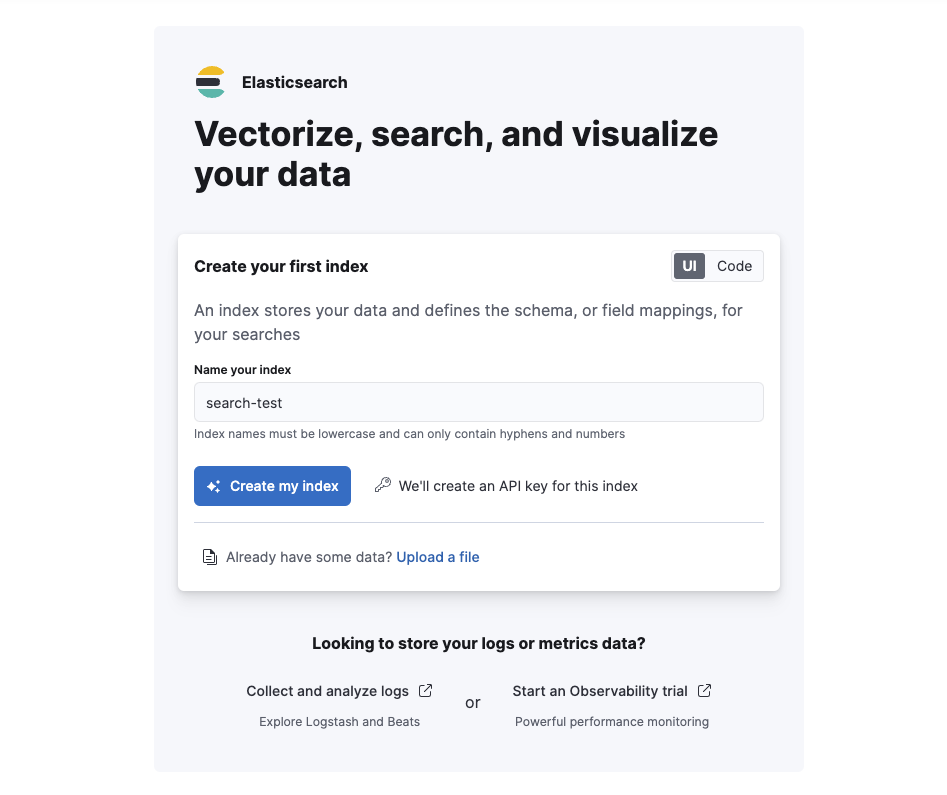 Elasticsearch
Vectorize, search, and visualize
your data
Create your first index
UI Code
An index stores your data and defines the schema, or field mappings, for
your searches
Name your index
search-test
Index names must be lowercase and can only contain hyphens and numbers
Create my index We'll create an API key for this index
Already have some data? Upload a file
Looking to store your logs or metrics data?
Collect and analyze logs
Explore Logstash and Beats
or
Start an Observability trial
Powerful performance monitoring